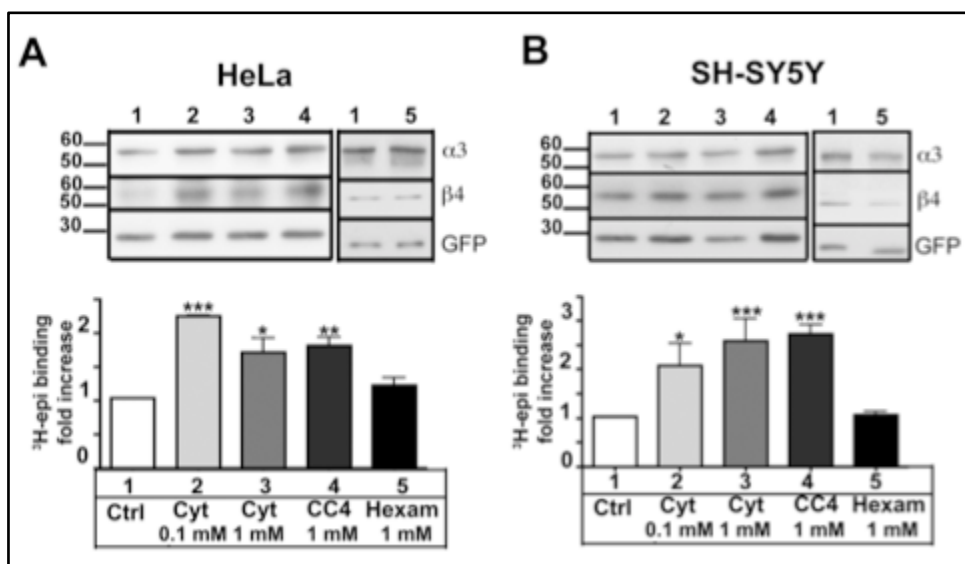 A
HeLa
1 2 3 4 1 5
60
50
α3
60
50
β4
30
GFP
³H-epi binding
fold increase
2
1
0
***
*
**
1 2 3 4 5
Ctrl Cyt Cyt CC4 Hexam
0.1 mM 1 mM 1 mM 1 mM
B
SH-SY5Y
1 2 3 4 1 5
60
50
α3
60
50
β4
30
GFP
³H-epi binding
fold increase
3
2
1
0
*
***
***
1 2 3 4 5
Ctrl Cyt Cyt CC4 Hexam
0.1 mM 1 mM 1 mM 1 mM